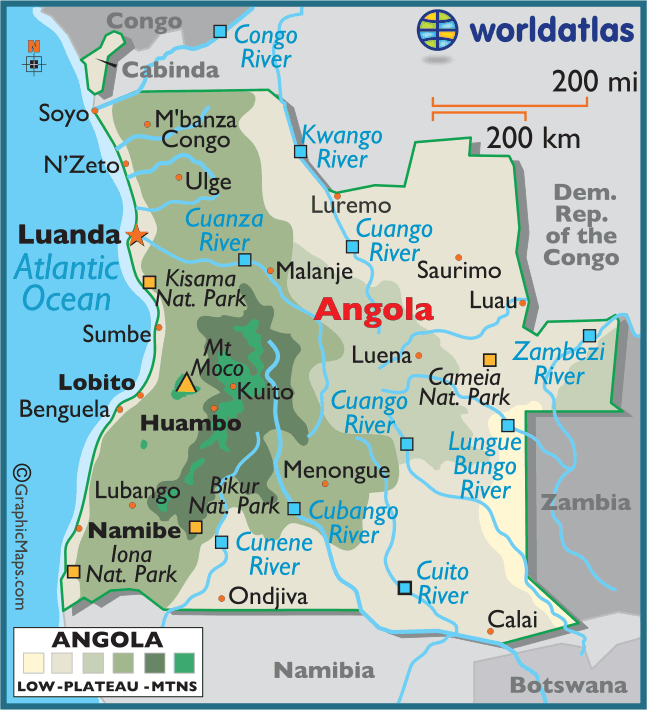 Congo
Cabinda
N
Congo
River
worldatlas
200 mi
200 km
Soyo
M'banza
Congo
Kwango
River
N'Zeto
Ulge
Luremo
Dem.
Rep.
of the
Congo
Cuanza
River
Cuango
River
Luanda
Atlantic
Ocean
Malanje
Saurimo
Kisama
Nat. Park
Angola
Luau
Sumbe
Mt
Moco
Luena
Zambezi
River
Cameia
Nat. Park
Lobito
Benguela
Kuito
Huambo
Cuango
River
Lungue
Bungo
River
©GraphicMaps.com
Menongue
Lubango
Bikur
Nat. Park
Cubango
River
Zambia
Namibe
Iona
Nat. Park
Cunene
River
Cuito
River
Ondjiva
Calai
ANGOLA
LOW-PLATEAU -MTNS
Namibia
Botswana